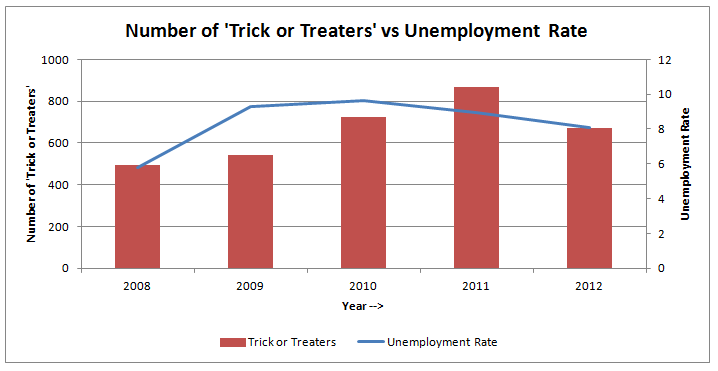 Number of 'Trick or Treaters' vs Unemployment Rate
Number of 'Trick or Treaters'
1000
800
600
400
200
0
12
10
8
6
4
2
0
Unemployment Rate
2008 2009 2010 2011 2012
Year -->
Trick or Treaters Unemployment Rate